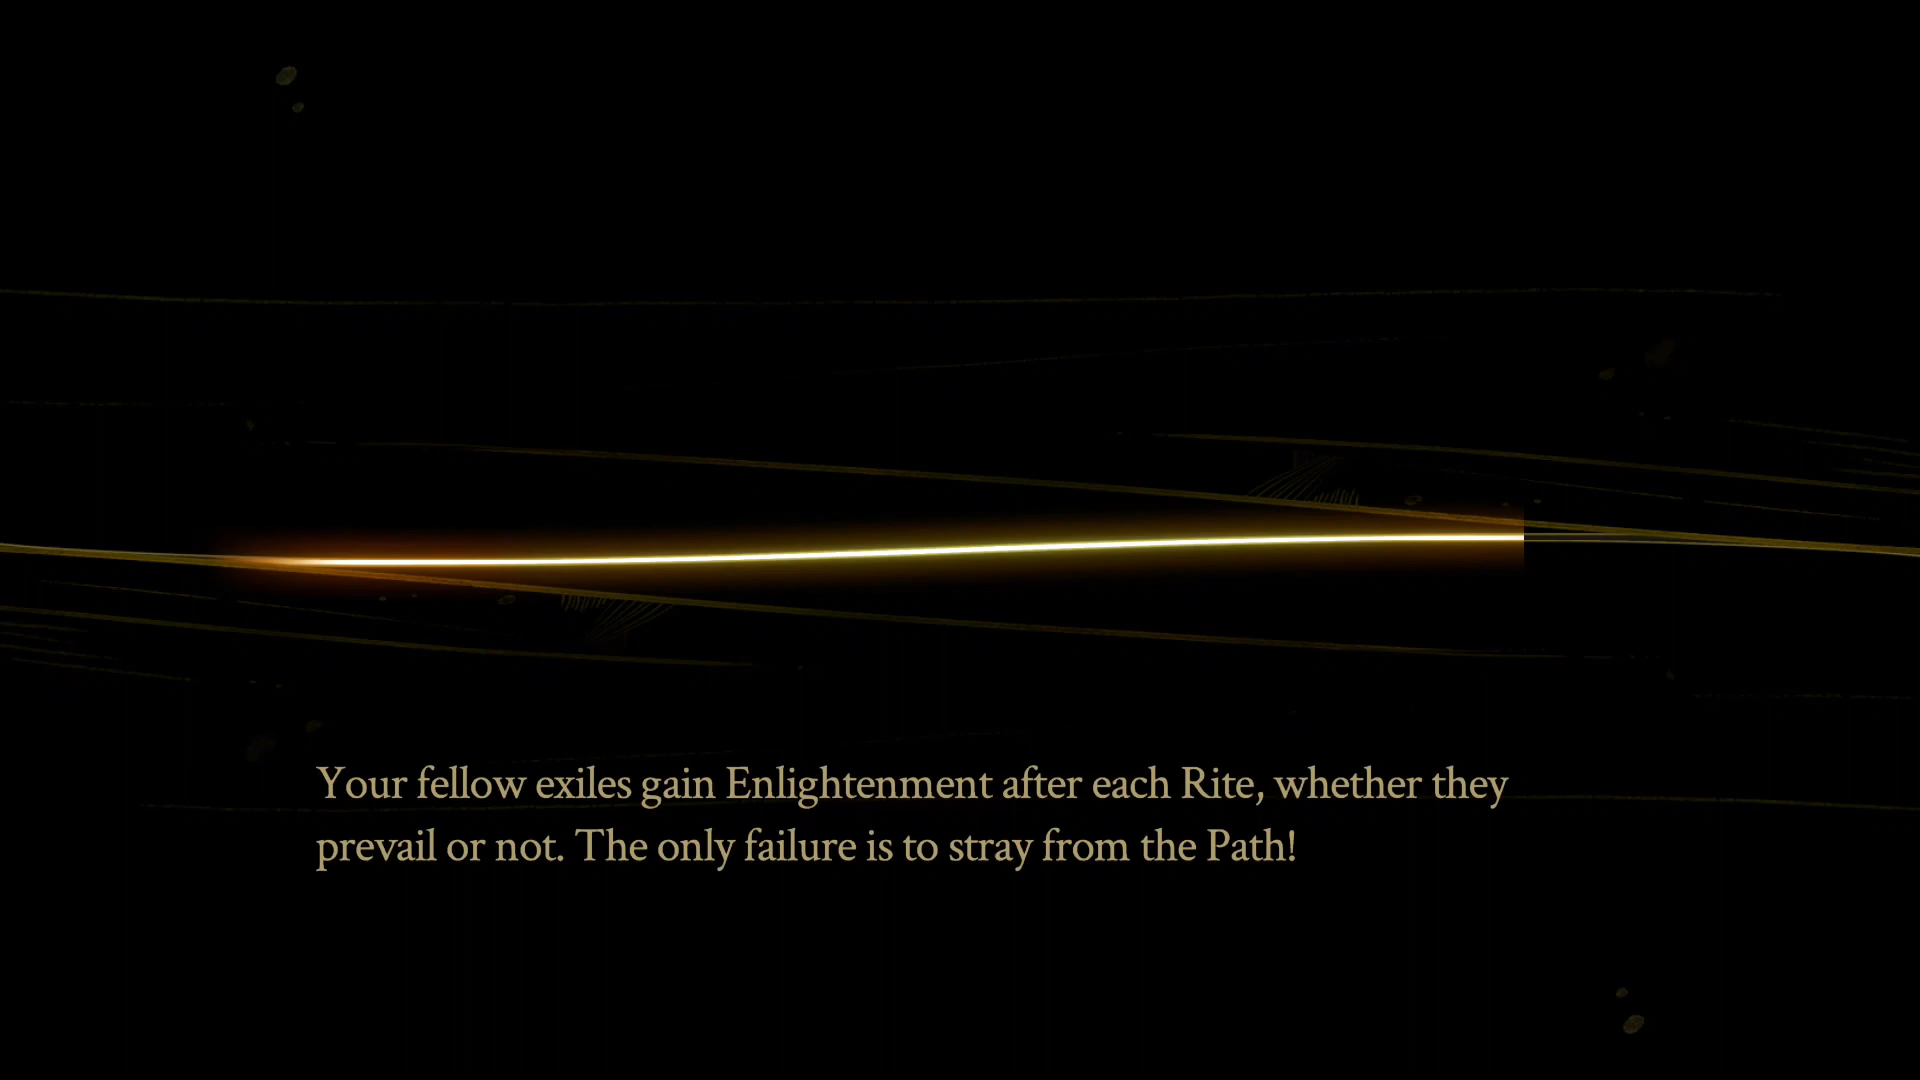 Your fellow exiles gain Enlightenment after each Rite, whether they
prevail or not. The only failure is to stray from the Path!